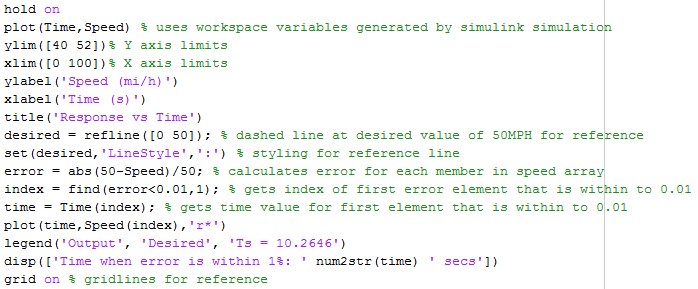 hold on
plot(Time,Speed) % uses workspace variables generated by simulink simulation
ylim([40 52])% Y axis limits
xlim([0 100])% X axis limits
ylabel('Speed (mi/h)')
xlabel('Time (s)')
title('Response vs Time')
desired = refline([0 50]); % dashed line at desired value of 50MPH for reference
set(desired,'LineStyle',':') % styling for reference line
error = abs(50-Speed)/50; % calculates error for each member in speed array
index = find(error<0.01,1); % gets index of first error element that is within to 0.01
time = Time(index); % gets time value for first element that is within to 0.01
plot(time,Speed(index),'r*')
legend('Output', 'Desired', 'Ts = 10.2646')
disp(['Time when error is within 1%: ' num2str(time) ' secs'])
grid on % gridlines for reference